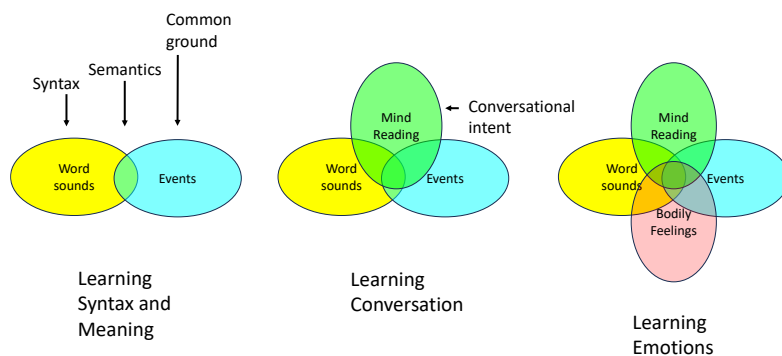 Common
ground
Semantics
Syntax
Word
sounds
Events
Learning
Syntax and
Meaning
Conversational
intent
Mind
Reading
Word
sounds
Events
Learning
Conversation
Mind
Reading
Word
sounds
Events
Bodily
Feelings
Learning
Emotions